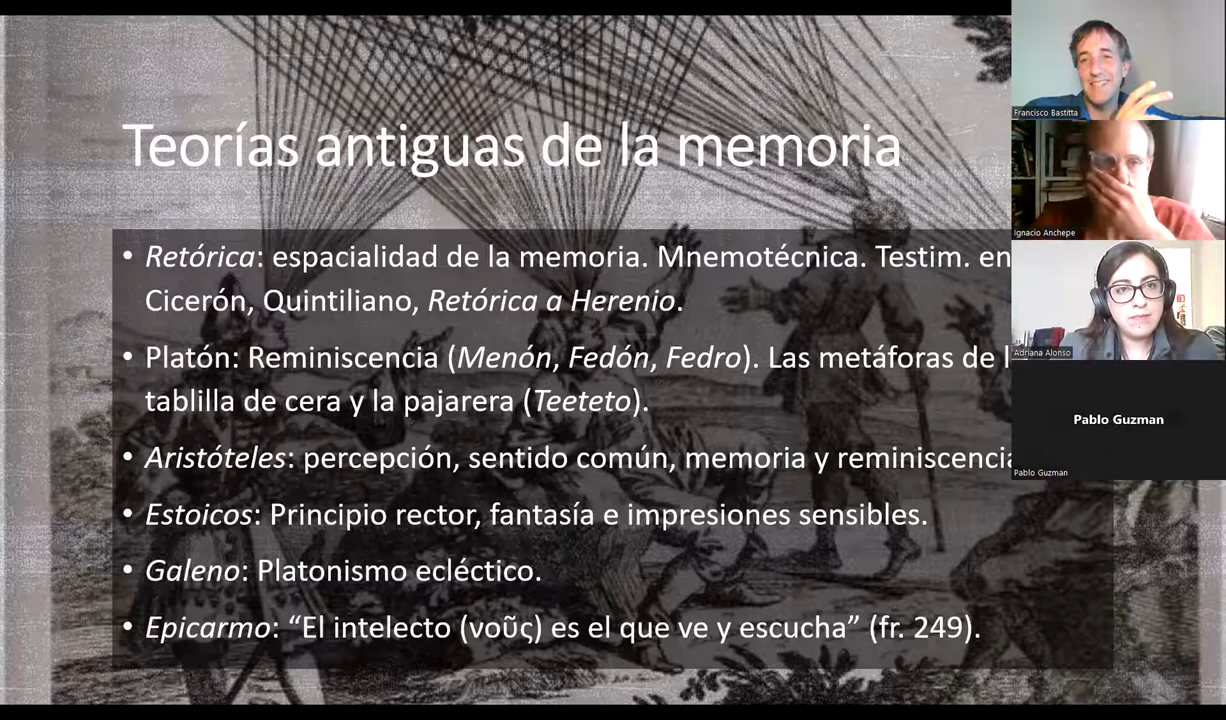 Teorías antiguas de la memoria
• Retórica: espacialidad de la memoria. Mnemotécnica. Testim. en
Cicerón, Quintiliano, Retórica a Herenio.
• Platón: Reminiscencia (Menón, Fedón, Fedro). Las metáforas de
tablilla de cera y la pajarera (Teeteto).
• Aristóteles: percepción, sentido común, memoria y reminiscencia
• Estoicos: Principio rector, fantasía e impresiones sensibles.
• Galeno: Platonismo ecléctico.
• Epicarmo: “El intelecto (νοῦς) es el que ve y escucha” (fr. 249).
Francisco Bastitta
Ignacio Anchepe
Adriana Alonso
Pablo Guzman
Pablo Guzman